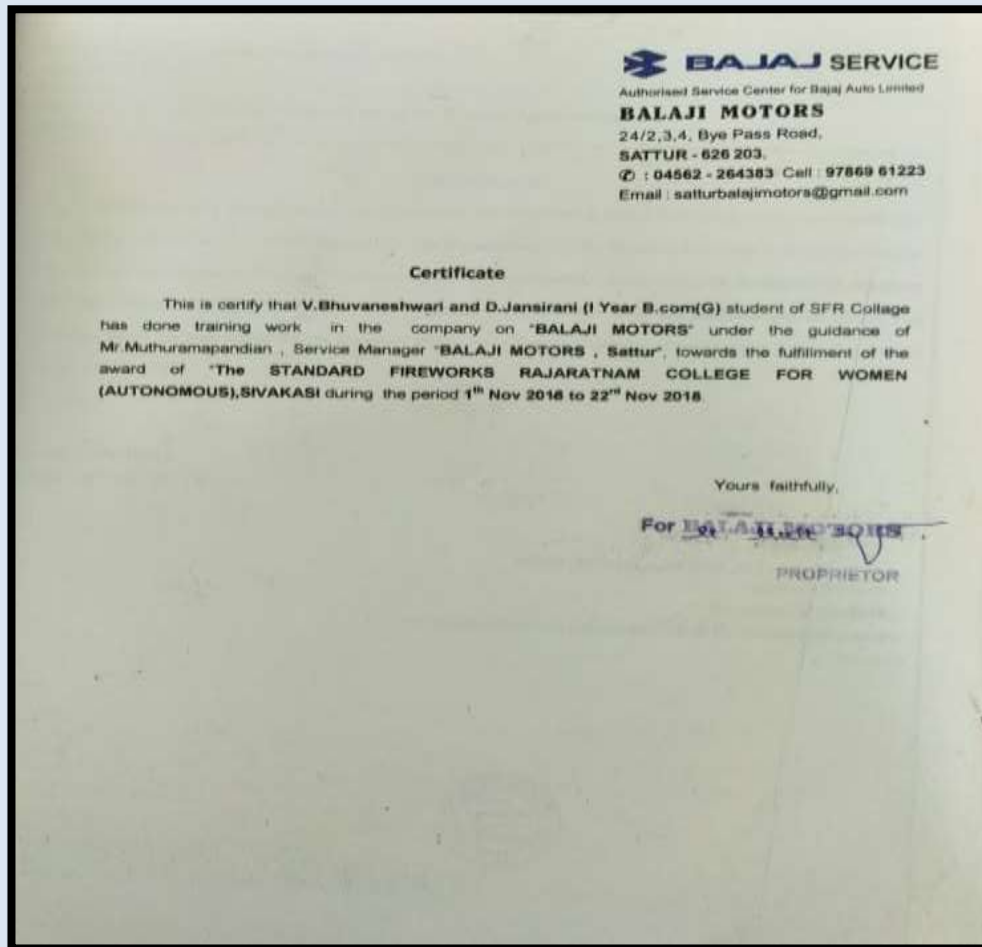 BAJAJ SERVICE
Authorised Service Center for Bajaj Auto Limited
BALAJI MOTORS
24/2,3,4, Bye Pass Road,
SATTUR - 626 203.
✆ : 04562 - 264383 Cell : 97869 61223
Email : satturbalajimotors@gmail.com
Certificate
This is certify that V.Bhuvaneshwari and D.Jansirani (I Year B.com(G) student of SFR Collage
has done training work in the company on "BALAJI MOTORS" under the guidance of
Mr.Muthuramapandian , Service Manager "BALAJI MOTORS , Sattur", towards the fulfillment of the
award of "The STANDARD FIREWORKS RAJARATNAM COLLEGE FOR WOMEN
(AUTONOMOUS),SIVAKASI during the period 1th Nov 2018 to 22nd Nov 2018.
Yours faithfully,
For BALAJI MOTORS
PROPRIETOR